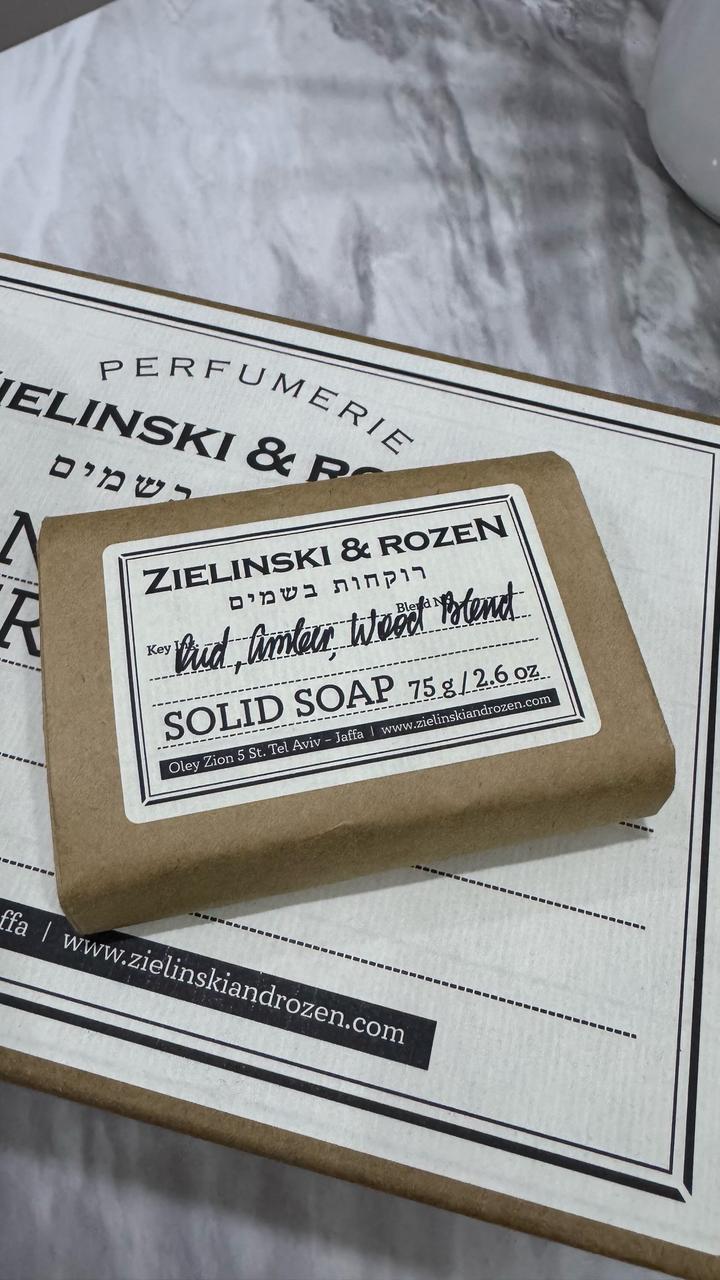 PERFUMERIE
ZIELINSKI & RO
בשמים
ZIELINSKI & ROZEN
רוקחות בשמים
Blend
Key
Oud, Amber, Wood Blend
SOLID SOAP 75 g / 2.6 oz
Oley Zion 5 St. Tel Aviv – Jaffa | www.zielinskiandrozen.com
ffa | www.zielinskiandrozen.com